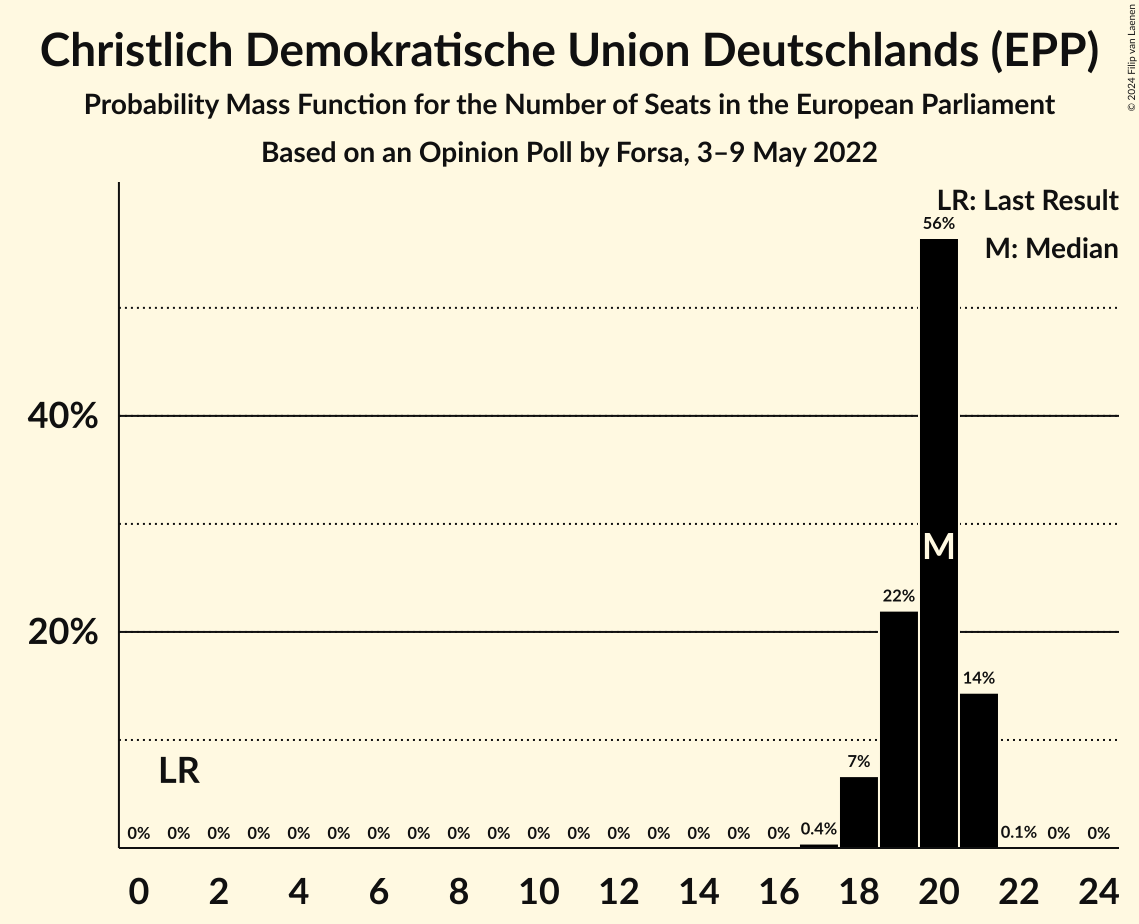 Christlich Demokratische Union Deutschlands (EPP)
Probability Mass Function for the Number of Seats in the European Parliament
Based on an Opinion Poll by Forsa, 3–9 May 2022
© 2024 Filip van Laenen
LR: Last Result
M: Median
56%
40%
M
22%
20%
14%
7%
LR
0% 0% 0% 0% 0% 0% 0% 0% 0% 0% 0% 0% 0% 0% 0% 0% 0% 0.4% 0.1% 0% 0%
0 2 4 6 8 10 12 14 16 18 20 22 24